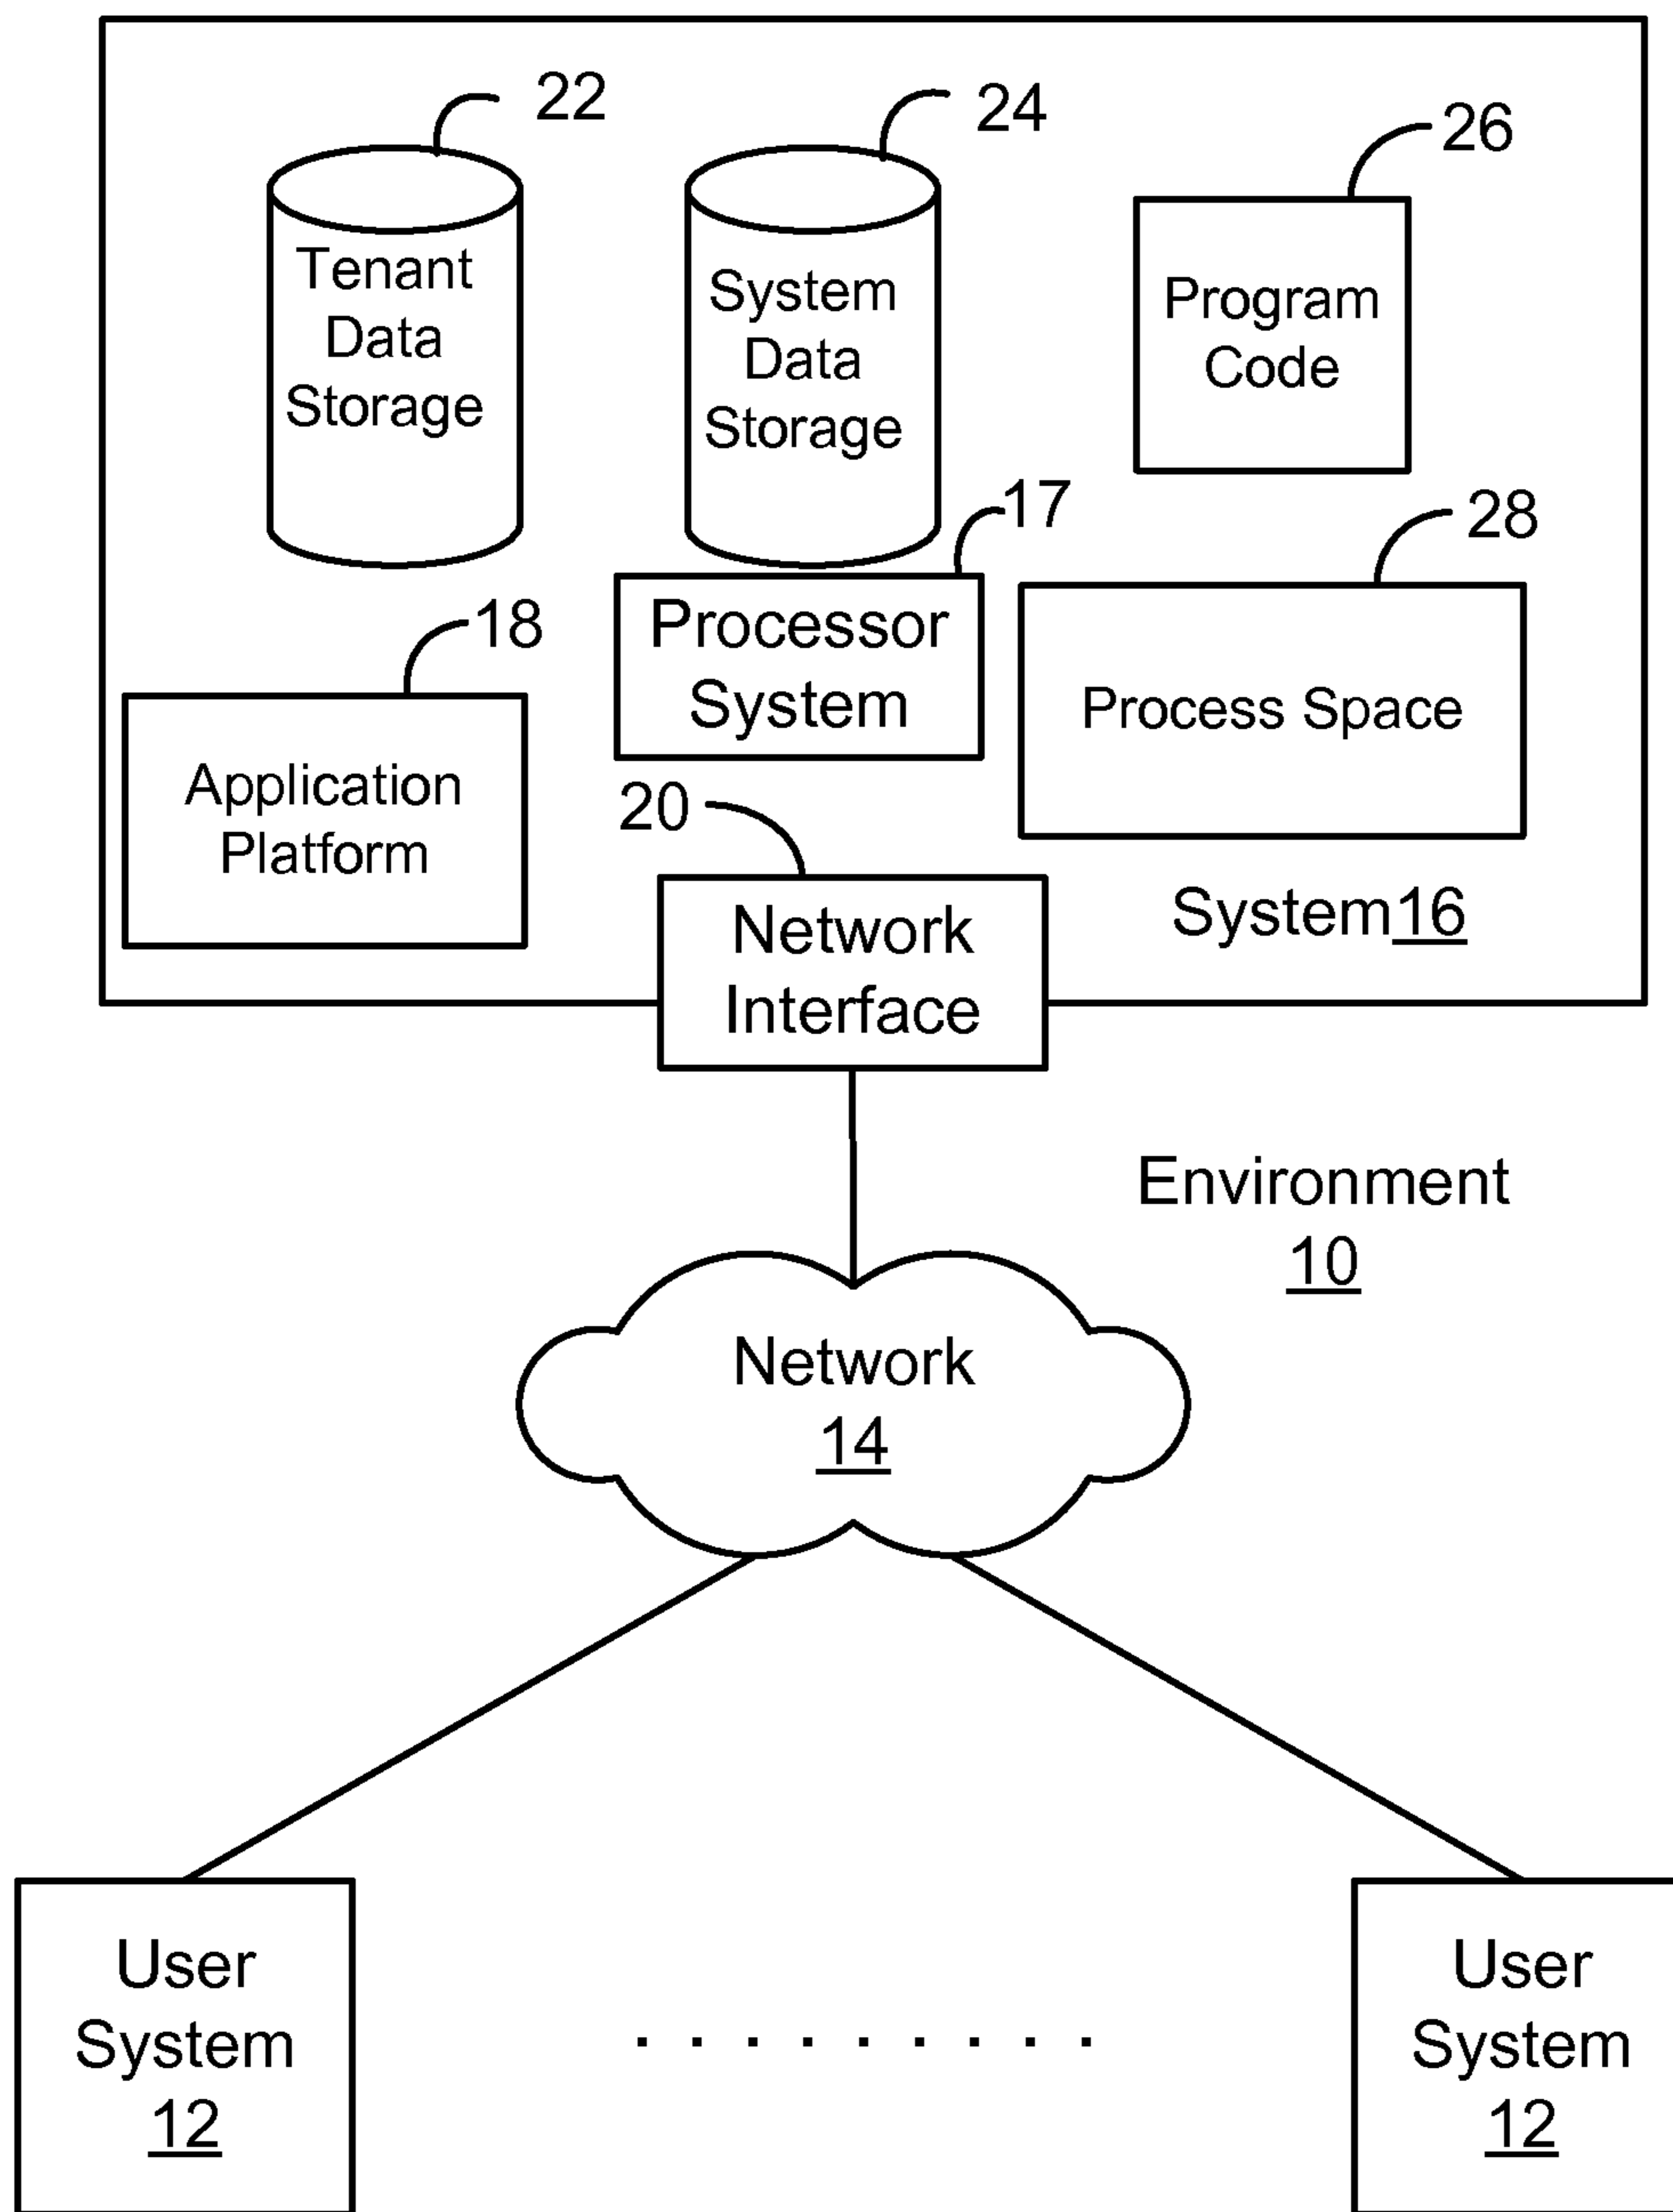 22
24
26
Tenant
Data
Storage
System
Data
Storage
Program
Code
17
28
18
Processor
System
Process Space
Application
Platform
20
Network
Interface
System16
Environment
10
Network
14
User
System
12
. . . . . . . . .
User
System
12